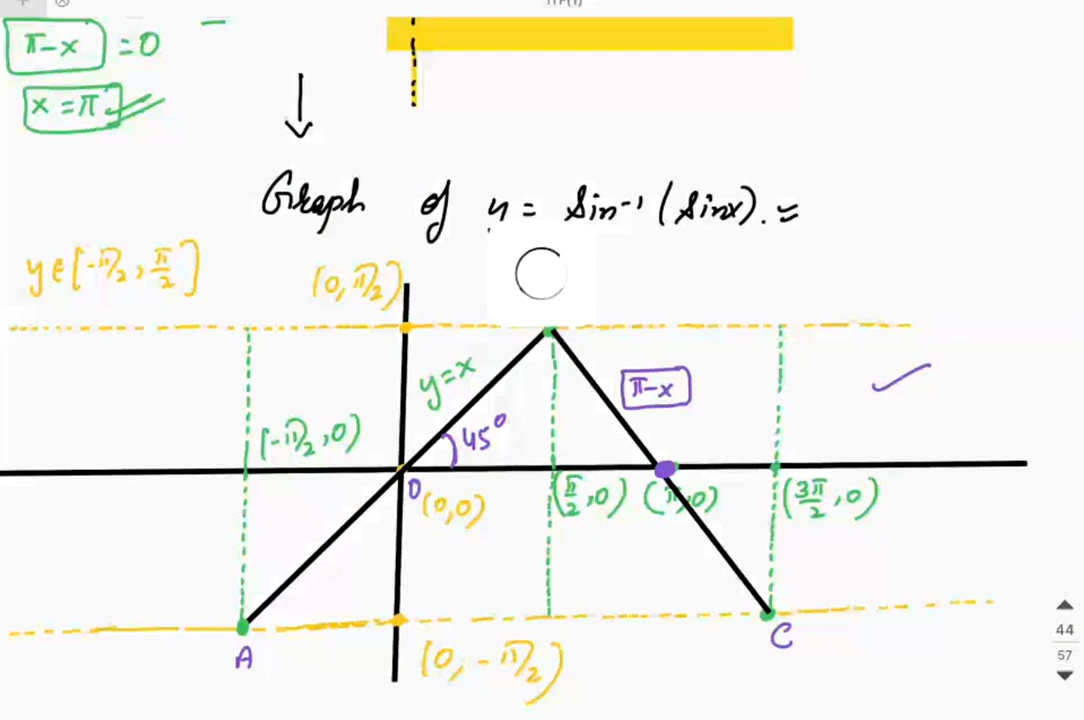 π-x = 0
x = π
Graph of y = Sin⁻¹ (Sinx). =
y∈[-π/2, π/2]
(0, π/2)
y=x
π-x
(-π/2, 0)
45°
O
(0,0)
(π/2, 0)
(π, 0)
(3π/2, 0)
A
(0, -π/2)
C
44
57